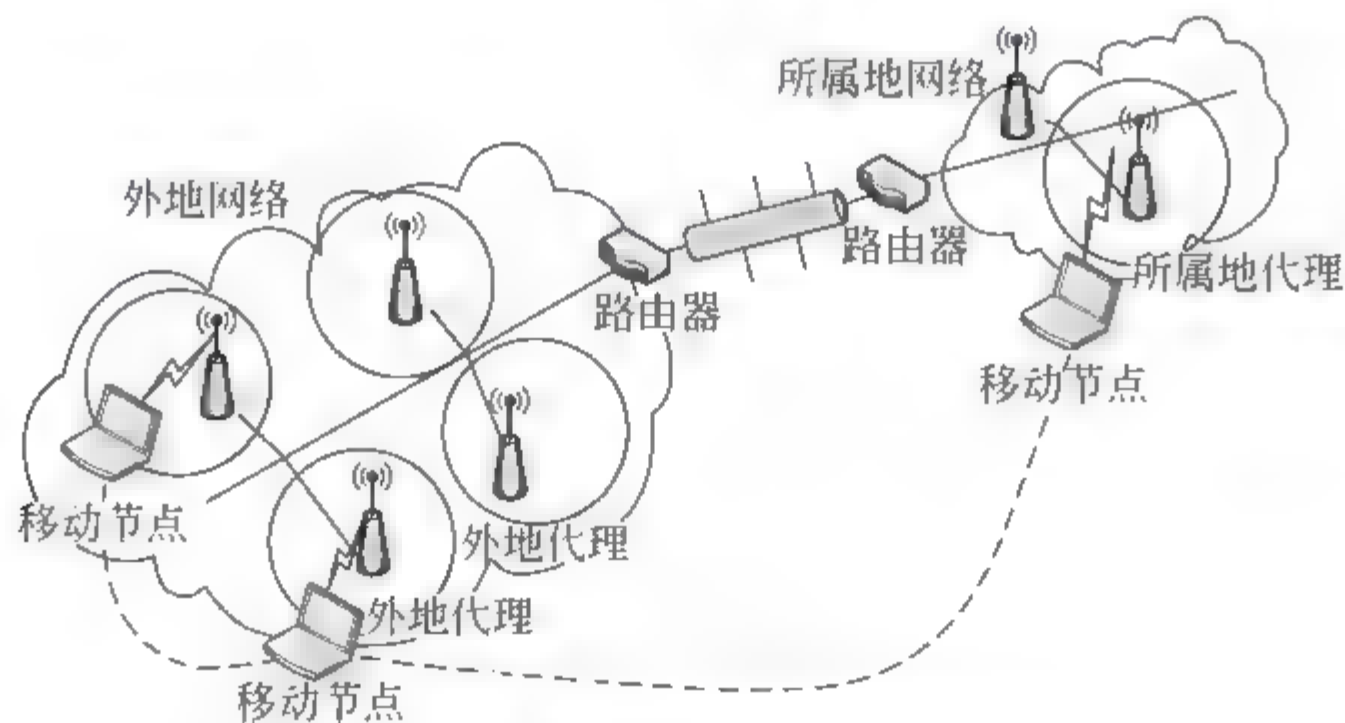 所属地网络
外地网络
路由器
所属地代理
路由器
移动节点
移动节点
外地代理
外地代理
移动节点